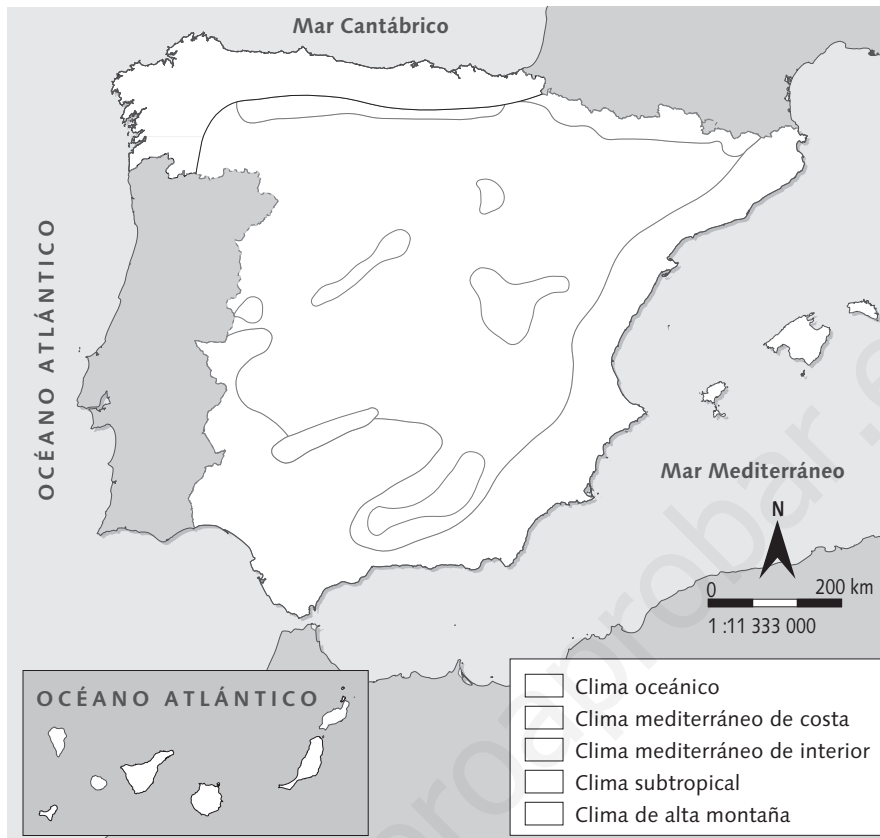 Mar Cantábrico
OCÉANO ATLÁNTICO
Mar Mediterráneo
N
0 200 km
1 :11 333 000
OCÉANO ATLÁNTICO
Clima oceánico
Clima mediterráneo de costa
Clima mediterráneo de interior
Clima subtropical
Clima de alta montaña
proaprobar.e